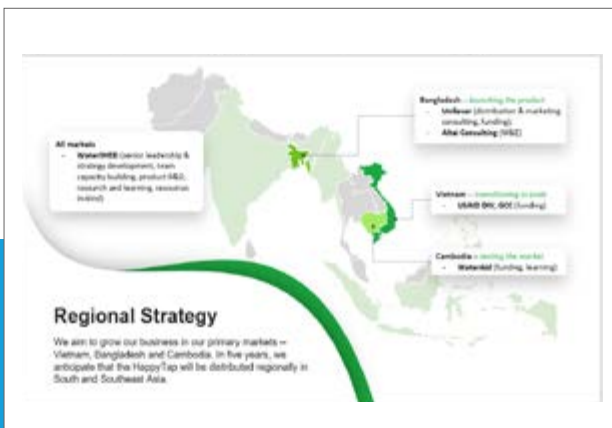 All markets
- WaterSHED (senior leadership &
strategy development, team
capacity building, product R&D,
research and learning, resources
in-kind)
Bangladesh – launching the product
- Unilever (distribution & marketing
consulting, funding),
- Altai Consulting (M&E)
Vietnam – transitioning to scale
- USAID DIV, GCC (funding)
Cambodia – testing the market
- WaterAid (funding, learning)
Regional Strategy
We aim to grow our business in our primary markets –
Vietnam, Bangladesh and Cambodia. In five years, we
anticipate that the HappyTap will be distributed regionally in
South and Southeast Asia.